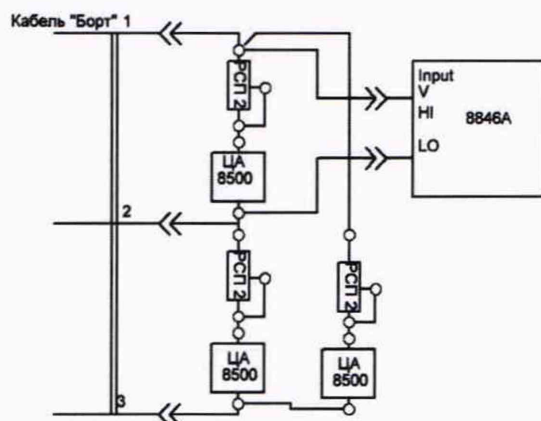 Кабель "Борт" 1
РСП 2
Input
V
HI
8846A
LO
ЦА
8500
2
РСП 2
РСП 2
ЦА
8500
ЦА
8500
3